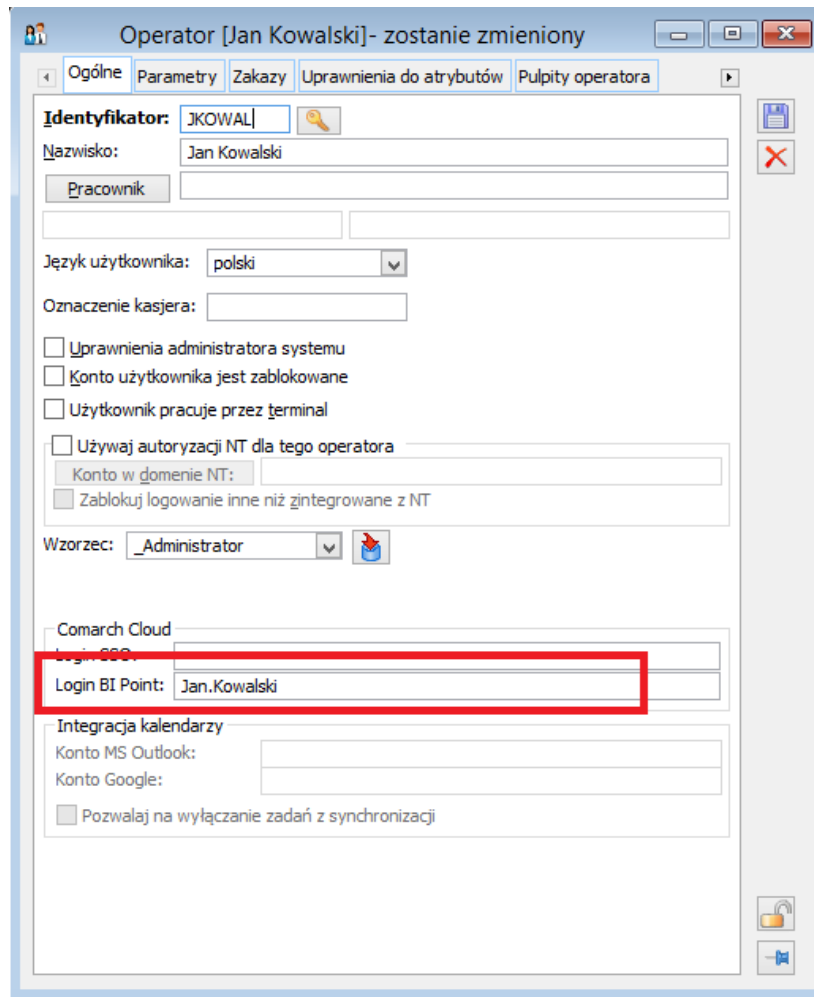 Operator [Jan Kowalski]- zostanie zmieniony
Ogólne Parametry Zakazy Uprawnienia do atrybutów Pulpity operatora
Identyfikator: JKOWAL
Nazwisko: Jan Kowalski
Pracownik
Język użytkownika: polski
Oznaczenie kasjera:
Uprawnienia administratora systemu
Konto użytkownika jest zablokowane
Użytkownik pracuje przez terminal
Używaj autoryzacji NT dla tego operatora
Konto w domenie NT:
Zablokuj logowanie inne niż zintegrowane z NT
Wzorzec: _Administrator
Comarch Cloud
Login SSO:
Login BI Point: Jan.Kowalski
Integracja kalendarzy
Konto MS Outlook:
Konto Google:
Pozwalaj na wyłączanie zadań z synchronizacji